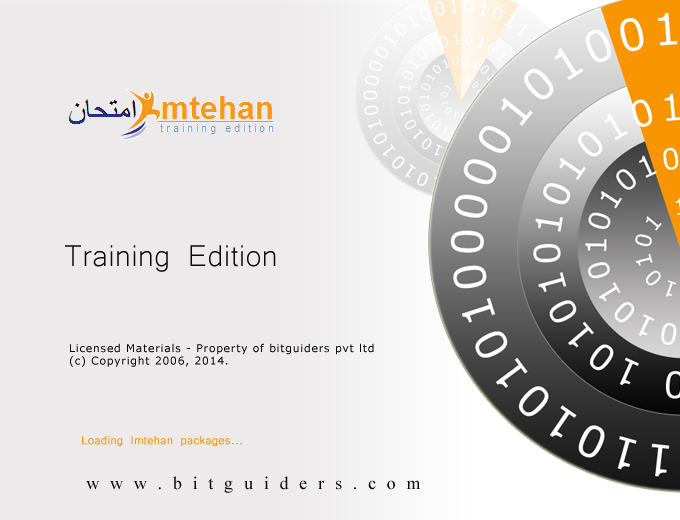 امتحان mtehan
training edition
Training Edition
Licensed Materials - Property of bitguiders pvt ltd
(c) Copyright 2006, 2014.
Loading Imtehan packages...
www.bitguiders.com